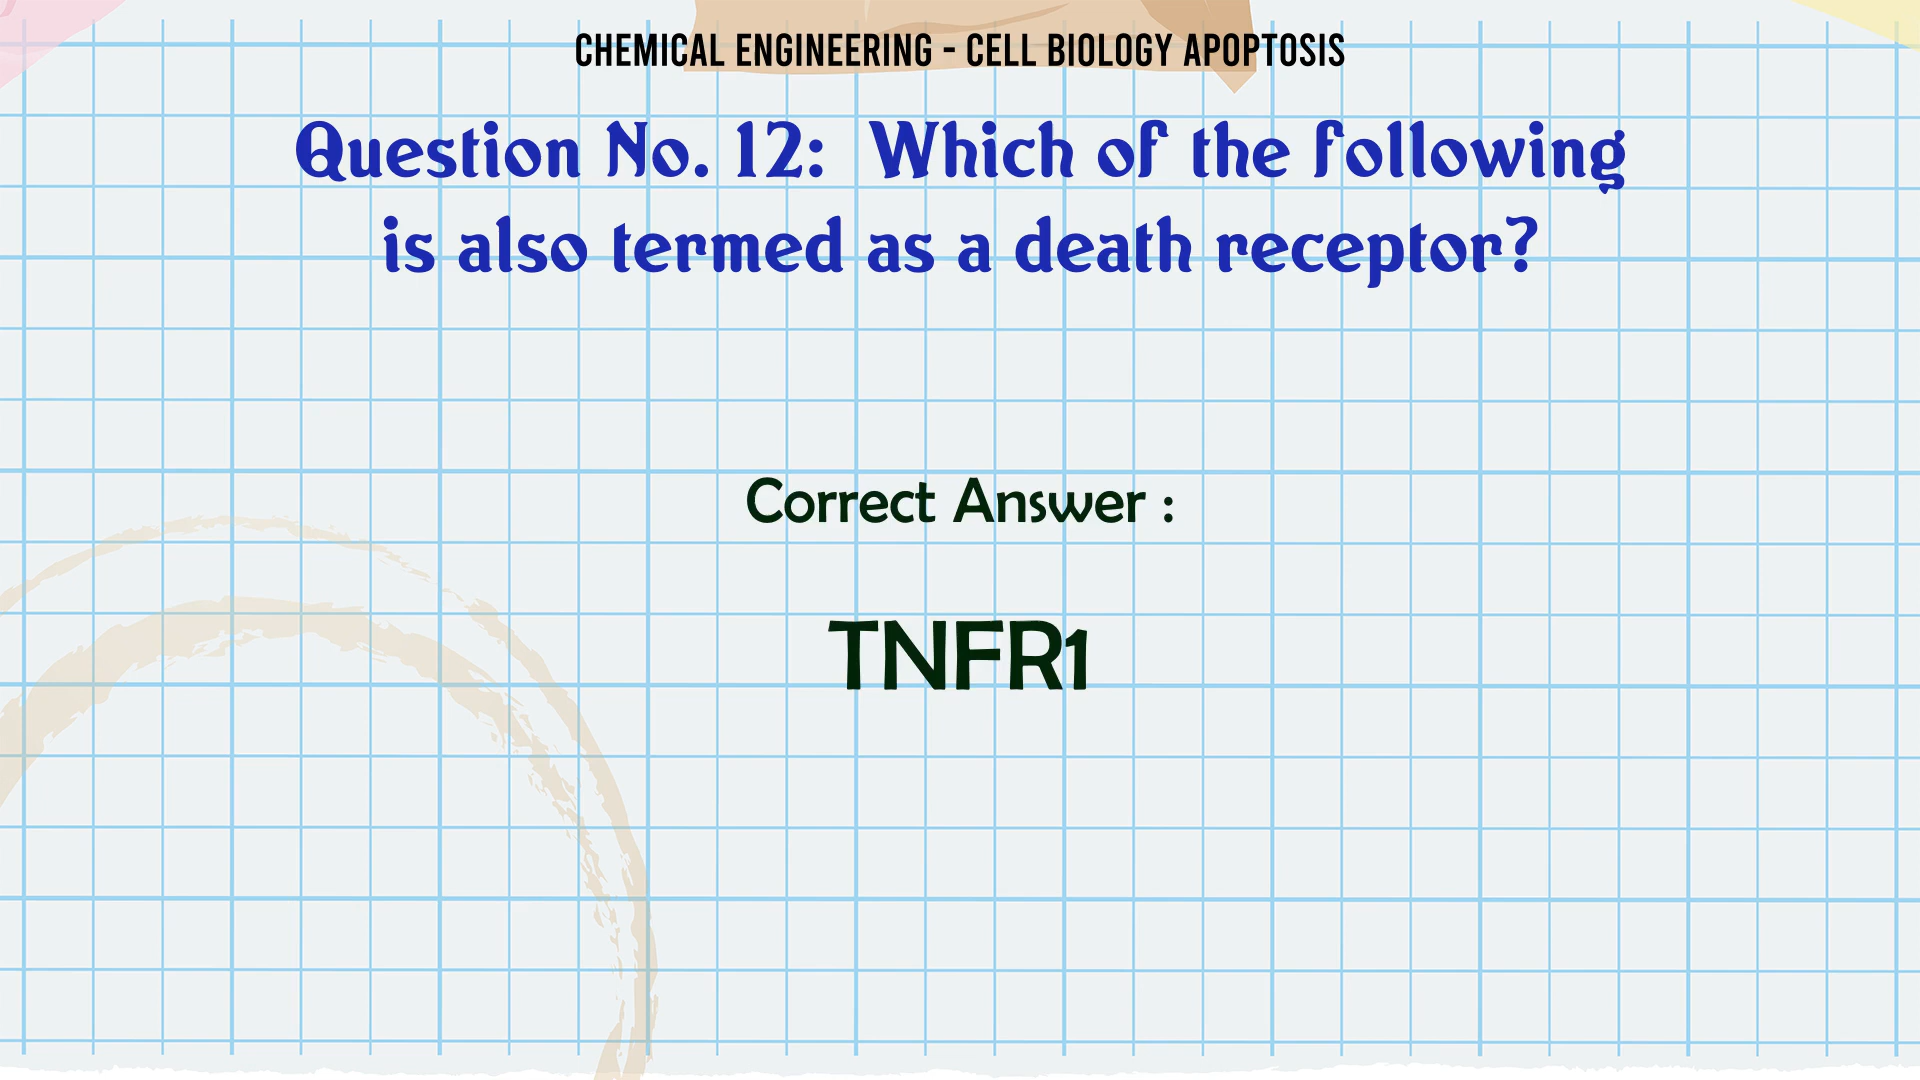 CHEMICAL ENGINEERING - CELL BIOLOGY APOPTOSIS
Question No. 12: Which of the following
is also termed as a death receptor?
Correct Answer :
TNFR1